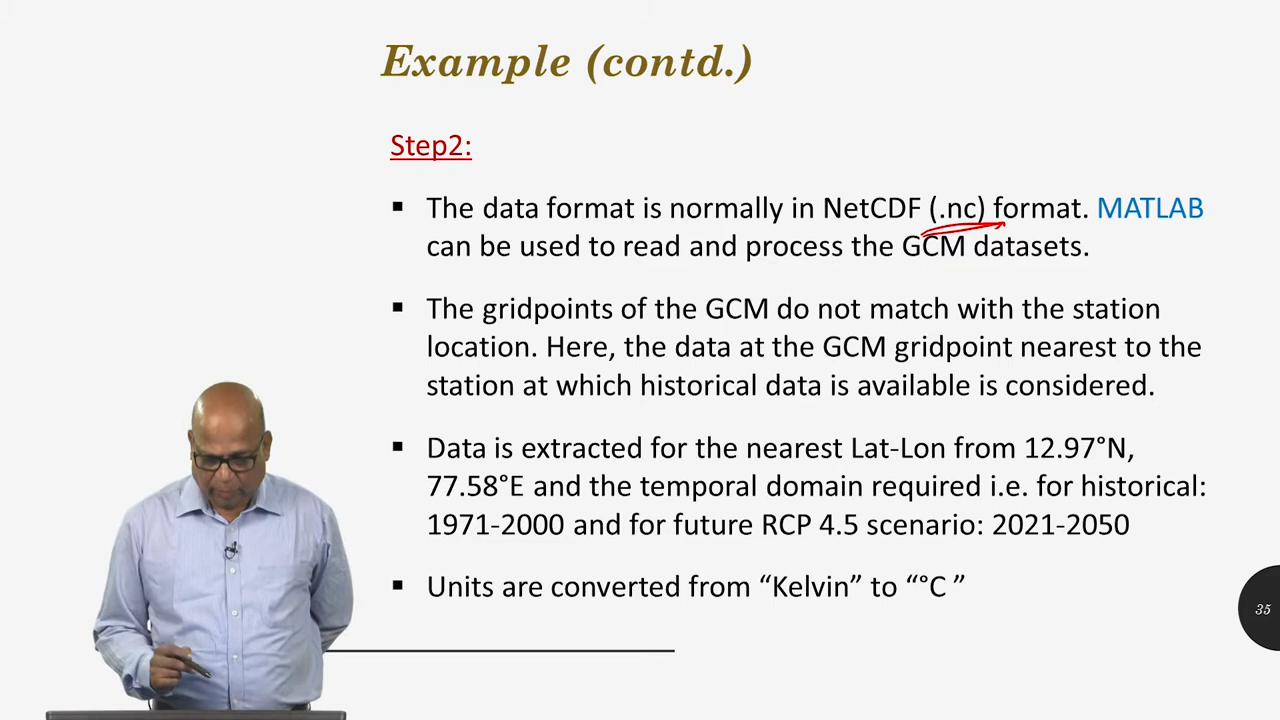 Example (contd.)
Step2:
▪ The data format is normally in NetCDF (.nc) format. MATLAB
can be used to read and process the GCM datasets.
▪ The gridpoints of the GCM do not match with the station
location. Here, the data at the GCM gridpoint nearest to the
station at which historical data is available is considered.
▪ Data is extracted for the nearest Lat-Lon from 12.97°N,
77.58°E and the temporal domain required i.e. for historical:
1971-2000 and for future RCP 4.5 scenario: 2021-2050
▪ Units are converted from “Kelvin” to “°C ”
35